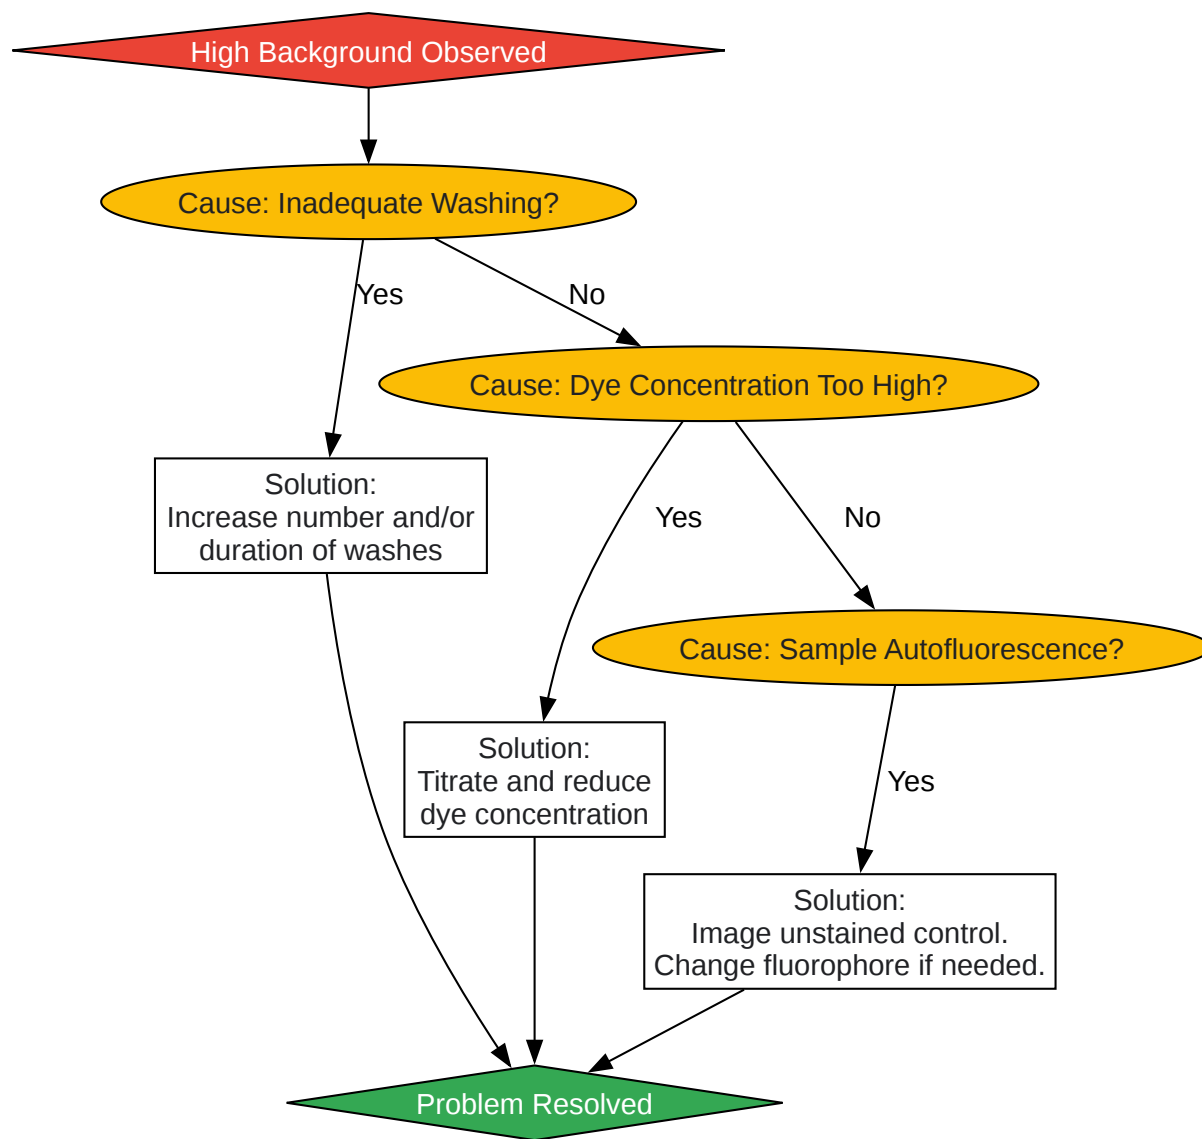 High Background Observed
Cause: Inadequate Washing?
Yes
No
Cause: Dye Concentration Too High?
Solution:
Increase number and/or
duration of washes
Yes
No
Cause: Sample Autofluorescence?
Solution:
Titrate and reduce
dye concentration
Yes
Solution:
Image unstained control.
Change fluorophore if needed.
Problem Resolved